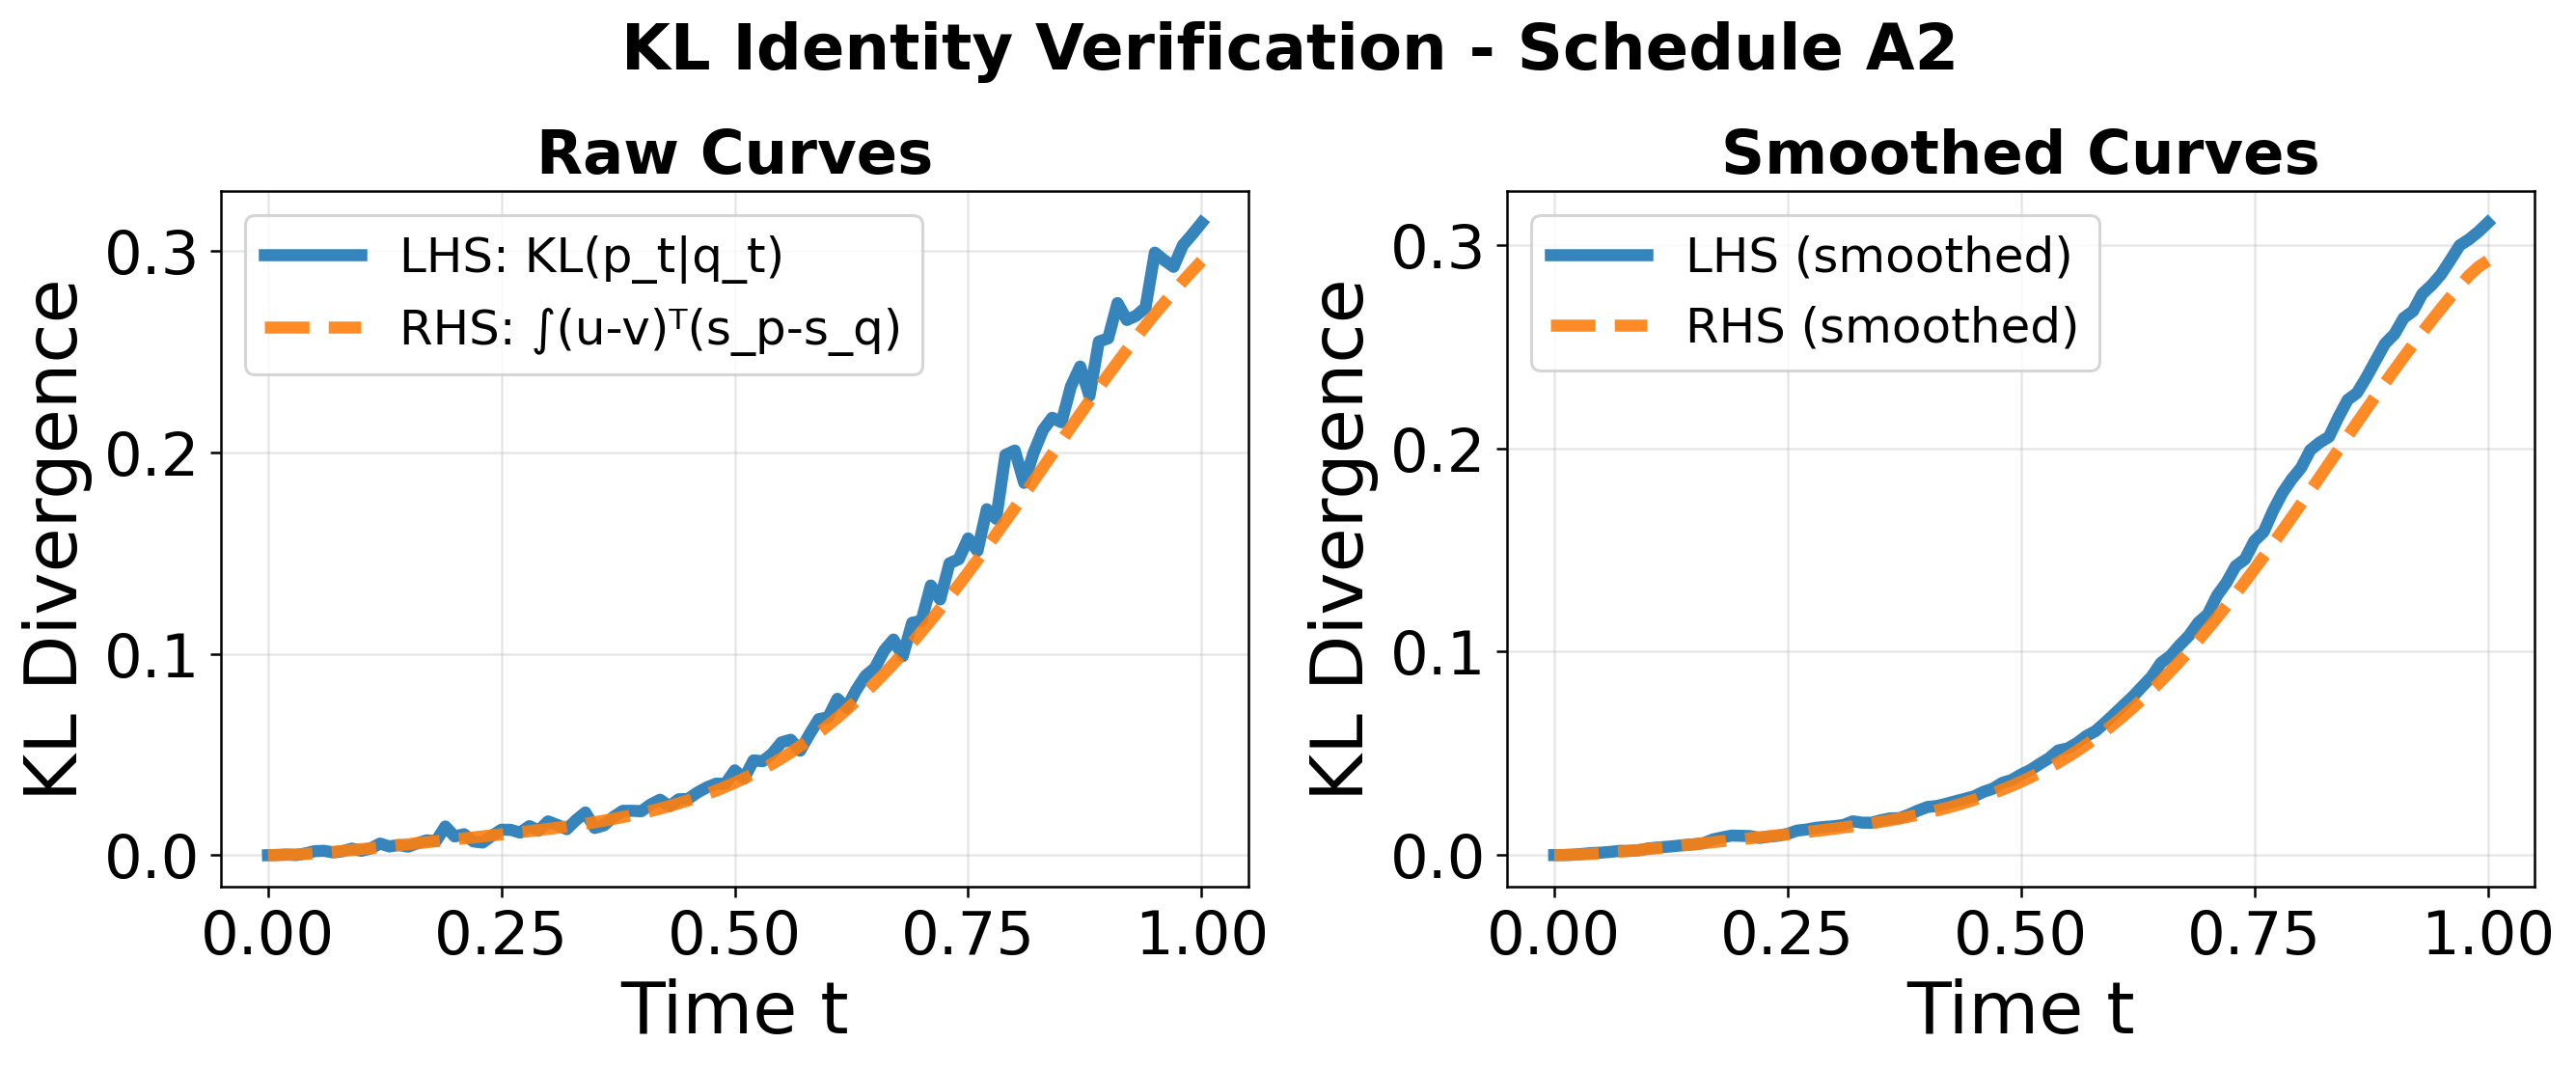 KL Identity Verification - Schedule A2
Raw Curves
LHS: KL(p_t|q_t)
RHS: ∫(u-v)ᵀ(s_p-s_q)
KL Divergence
0.3
0.2
0.1
0.0
0.00 0.25 0.50 0.75 1.00
Time t
Smoothed Curves
LHS (smoothed)
RHS (smoothed)
KL Divergence
0.3
0.2
0.1
0.0
0.00 0.25 0.50 0.75 1.00
Time t